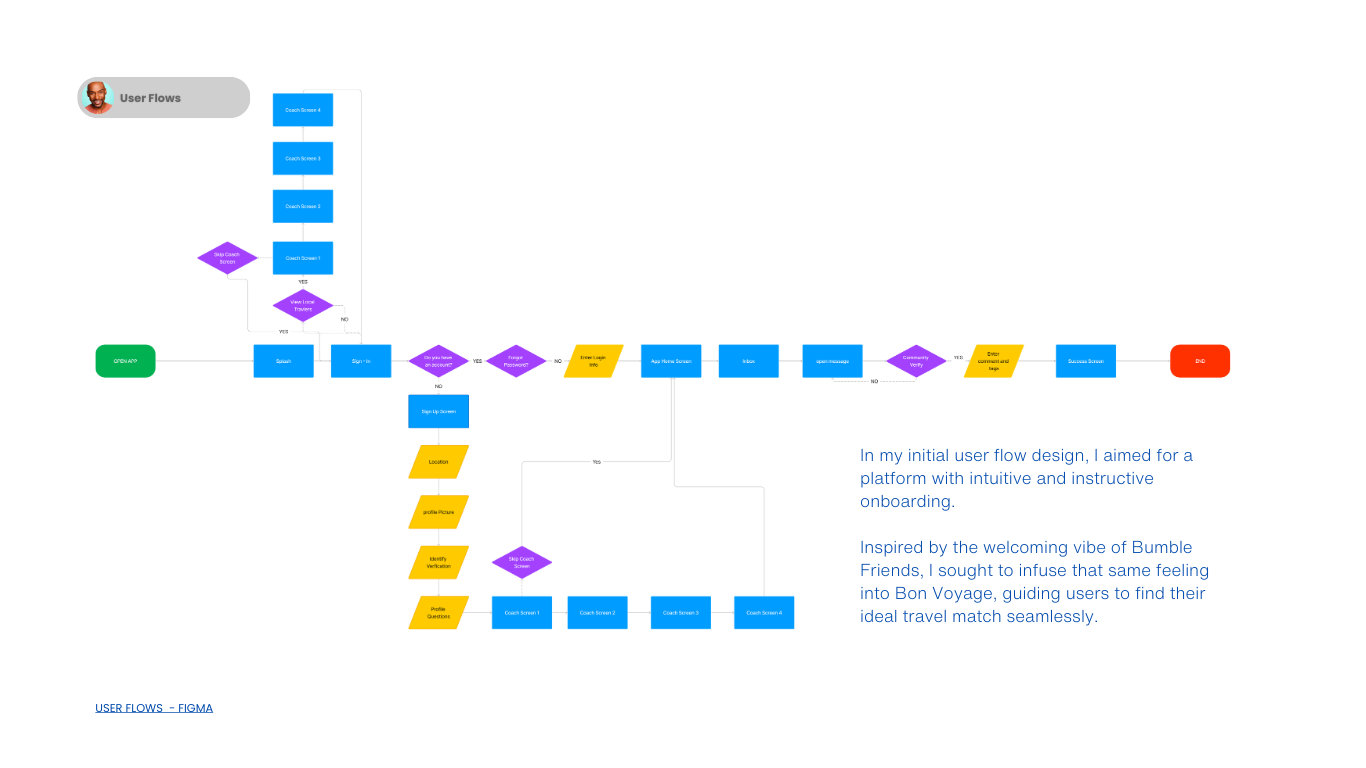 User Flows
Coach Screen 4
Coach Screen 3
Coach Screen 2
Skip Coach
Screen
Coach Screen 1
YES
View Local
Travlers
NO
YES
OPEN APP
Splash
Sign - In
Do you have
an account?
YES
Forgot
Password?
NO
Enter Login
Info
App Home Screen
Inbox
open message
Community
Verify
YES
Enter
comment and
tags
Success Screen
END
NO
NO
Sign Up Screen
Location
profile Picture
Identify
Verfication
Profile
Questions
Yes
Skip Coach
Screen
Coach Screen 1
Coach Screen 2
Coach Screen 3
Coach Screen 4
In my initial user flow design, I aimed for a
platform with intuitive and instructive
onboarding.
Inspired by the welcoming vibe of Bumble
Friends, I sought to infuse that same feeling
into Bon Voyage, guiding users to find their
ideal travel match seamlessly.
USER FLOWS - FIGMA